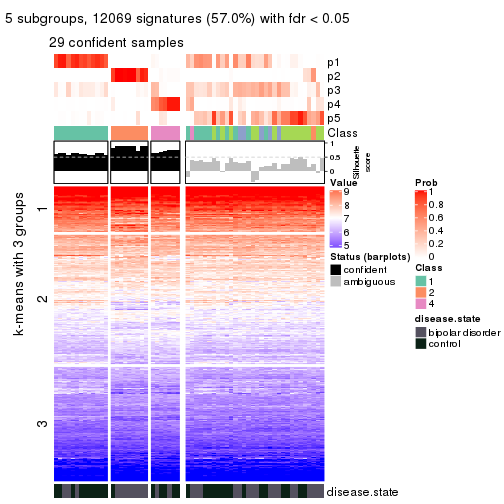 5 subgroups, 12069 signatures (57.0%) with fdr < 0.05
29 confident samples
p1
p2
p3
p4
p5
Class
1
0.5
0
Silhouette
score
k-means with 3 groups
1
2
3
disease.state
Value
9
8
7
6
5
Status (barplots)
confident
ambiguous
Prob
1
0.8
0.6
0.4
0.2
0
Class
1
2
4
disease.state
bipolar disorder
control